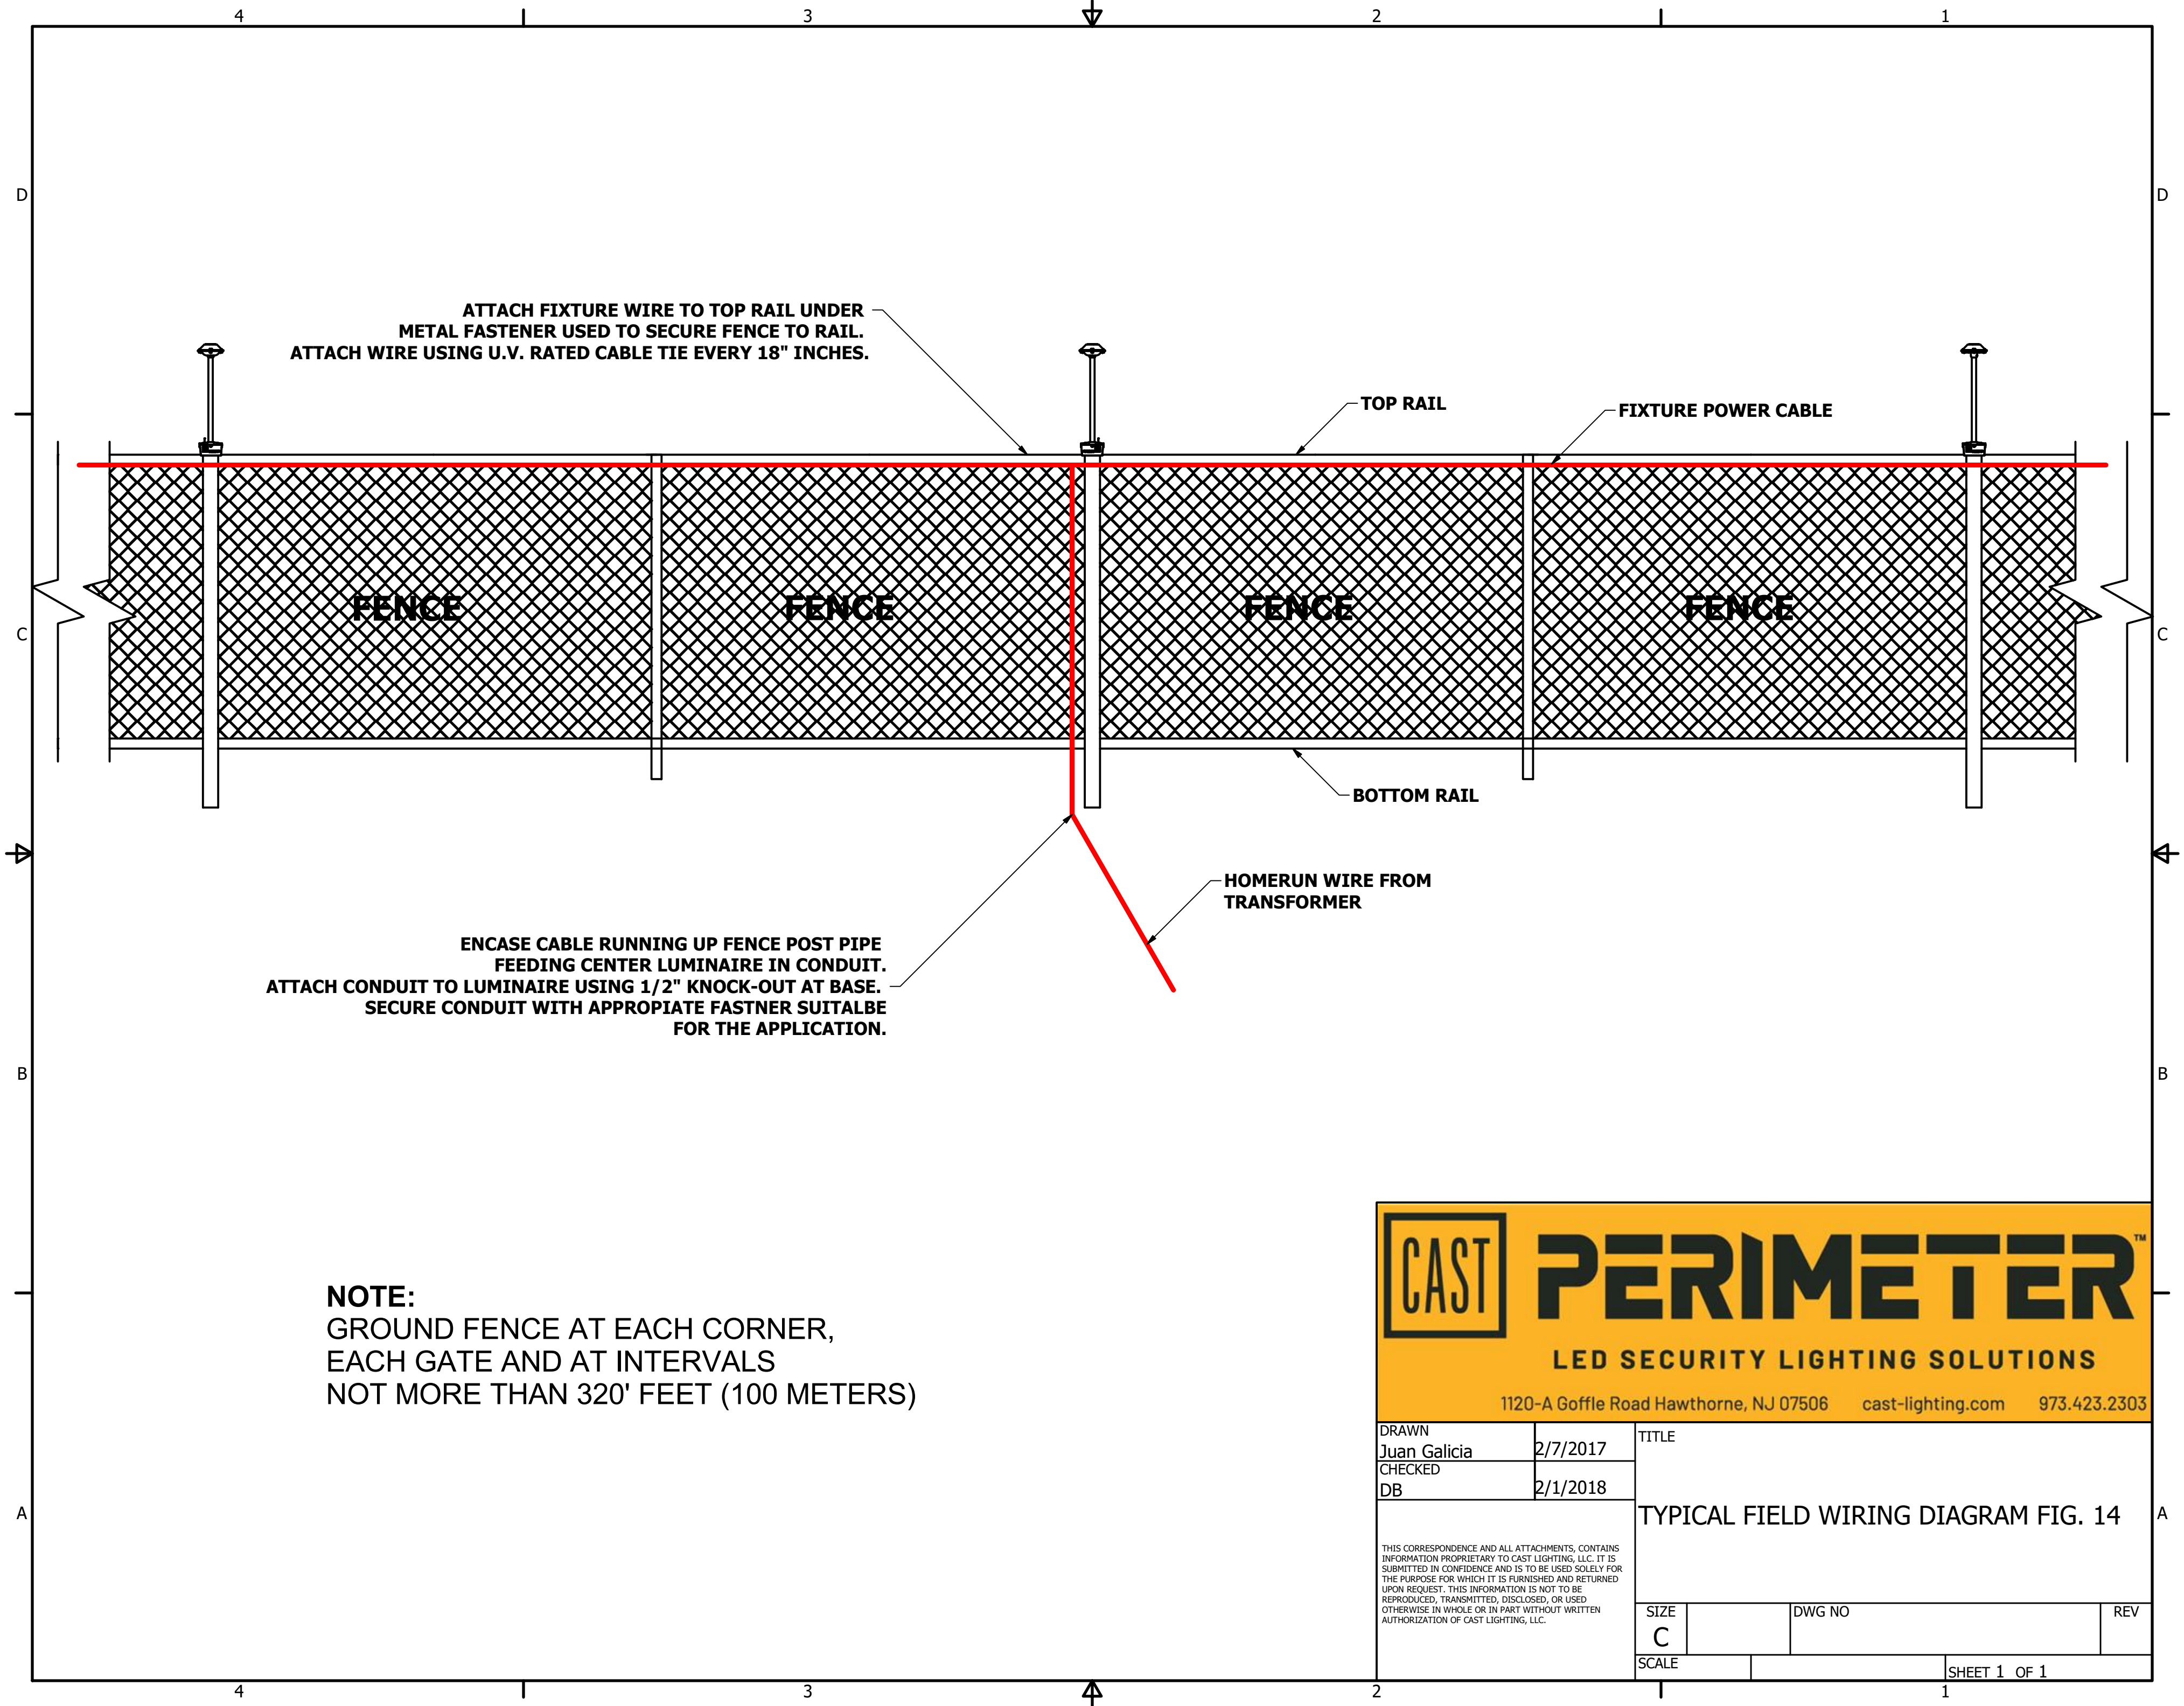 4 3 2 1
D D
ATTACH FIXTURE WIRE TO TOP RAIL UNDER
METAL FASTENER USED TO SECURE FENCE TO RAIL.
ATTACH WIRE USING U.V. RATED CABLE TIE EVERY 18" INCHES.
TOP RAIL
FIXTURE POWER CABLE
FENCE FENCE FENCE FENCE
C C
BOTTOM RAIL
HOMERUN WIRE FROM
TRANSFORMER
ENCASE CABLE RUNNING UP FENCE POST PIPE
FEEDING CENTER LUMINAIRE IN CONDUIT.
ATTACH CONDUIT TO LUMINAIRE USING 1/2" KNOCK-OUT AT BASE.
SECURE CONDUIT WITH APPROPIATE FASTNER SUITALBE
FOR THE APPLICATION.
B B
NOTE:
GROUND FENCE AT EACH CORNER,
EACH GATE AND AT INTERVALS
NOT MORE THAN 320' FEET (100 METERS)
CAST PERIMETER™
LED SECURITY LIGHTING SOLUTIONS
1120-A Goffle Road Hawthorne, NJ 07506 cast-lighting.com 973.423.2303
DRAWN
Juan Galicia 2/7/2017
CHECKED
DB 2/1/2018
TITLE
TYPICAL FIELD WIRING DIAGRAM FIG. 14
A A
THIS CORRESPONDENCE AND ALL ATTACHMENTS, CONTAINS
INFORMATION PROPRIETARY TO CAST LIGHTING, LLC. IT IS
SUBMITTED IN CONFIDENCE AND IS TO BE USED SOLELY FOR
THE PURPOSE FOR WHICH IT IS FURNISHED AND RETURNED
UPON REQUEST. THIS INFORMATION IS NOT TO BE
REPRODUCED, TRANSMITTED, DISCLOSED, OR USED
OTHERWISE IN WHOLE OR IN PART WITHOUT WRITTEN
AUTHORIZATION OF CAST LIGHTING, LLC.
SIZE DWG NO REV
C
SCALE
SHEET 1 OF 1
4 3 2 1